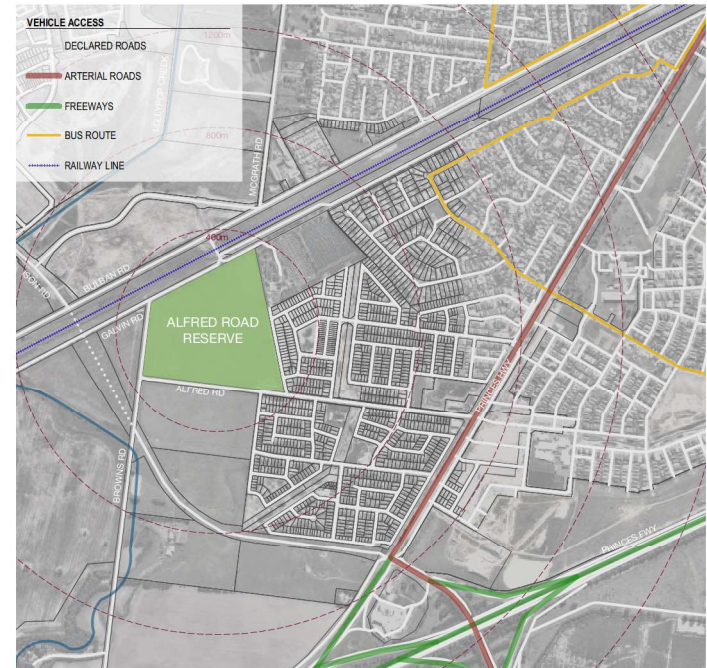 VEHICLE ACCESS
DECLARED ROADS
ARTERIAL ROADS
FREEWAYS
BUS ROUTE
RAILWAY LINE
1200m
800m
MCGRATH RD
400m
BULBAN RD
GALVIN RD
ALFRED ROAD
RESERVE
ALFRED RD
PRINCES HWY
BROWNS RD
PRINCES FWY